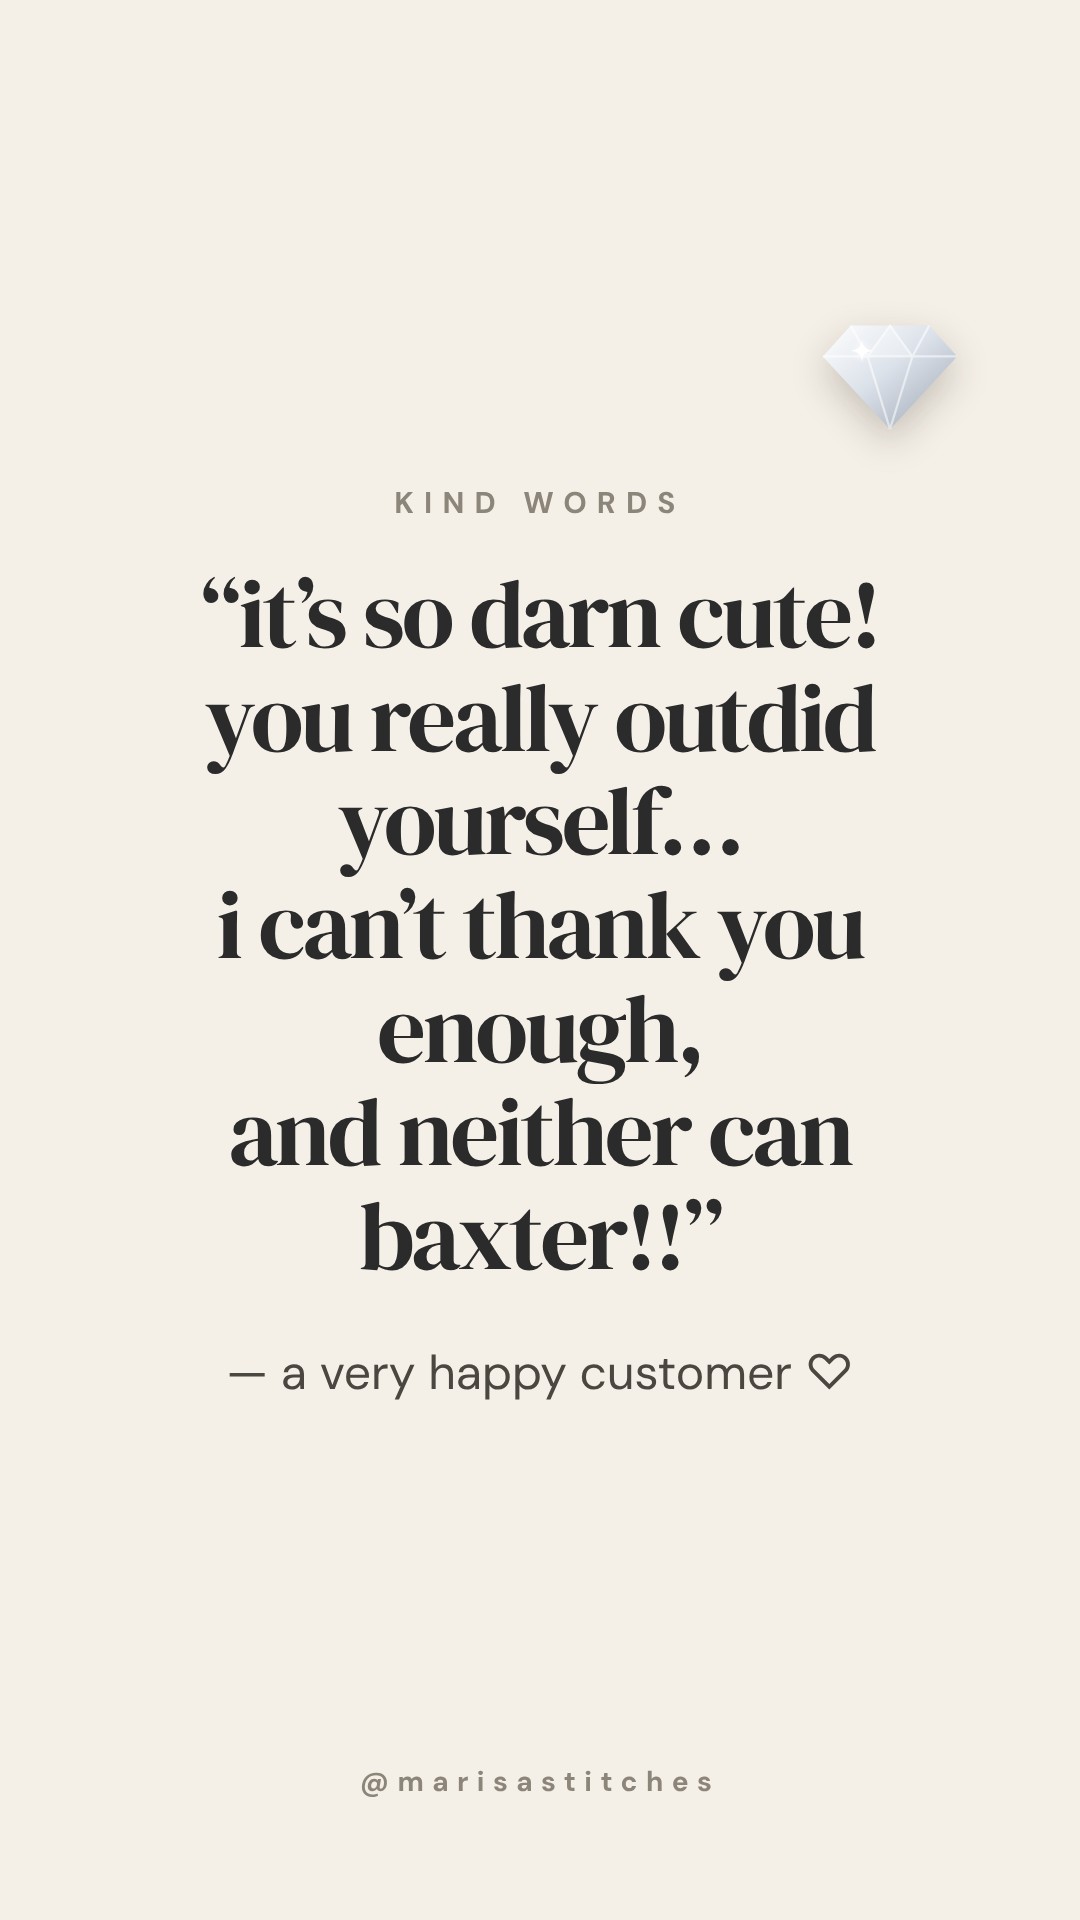 KIND WORDS
“it’s so darn cute!
you really outdid
yourself...
i can’t thank you
enough,
and neither can
baxter!!”
— a very happy customer ♡
@marisastitches